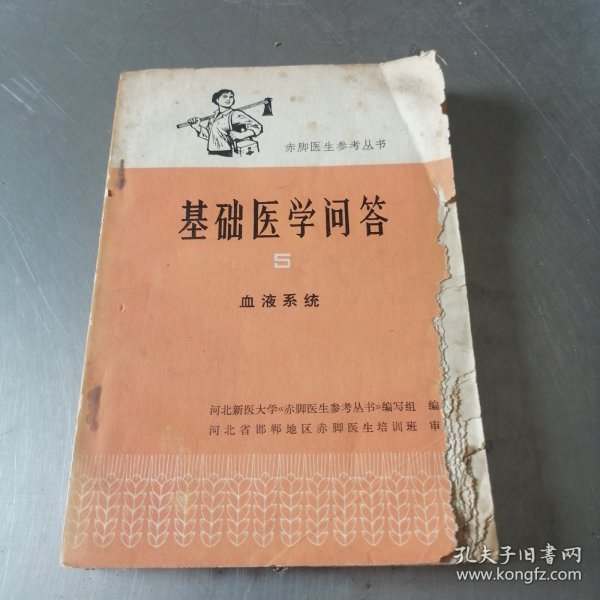 赤脚医生参考丛书
基础医学问答
5
血液系统
河北新医大学《赤脚医生参考丛书》编写组 编
河北省邯郸地区赤脚医生培训班 审
孔夫子旧书网
www.kongfz.com